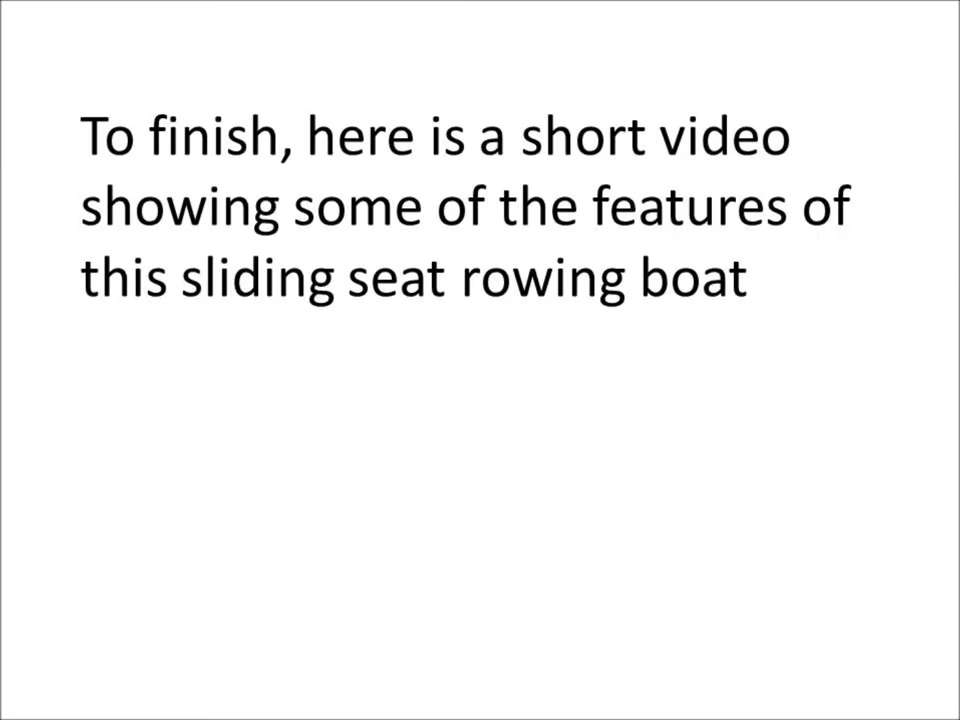 To finish, here is a short video
showing some of the features of
this sliding seat rowing boat